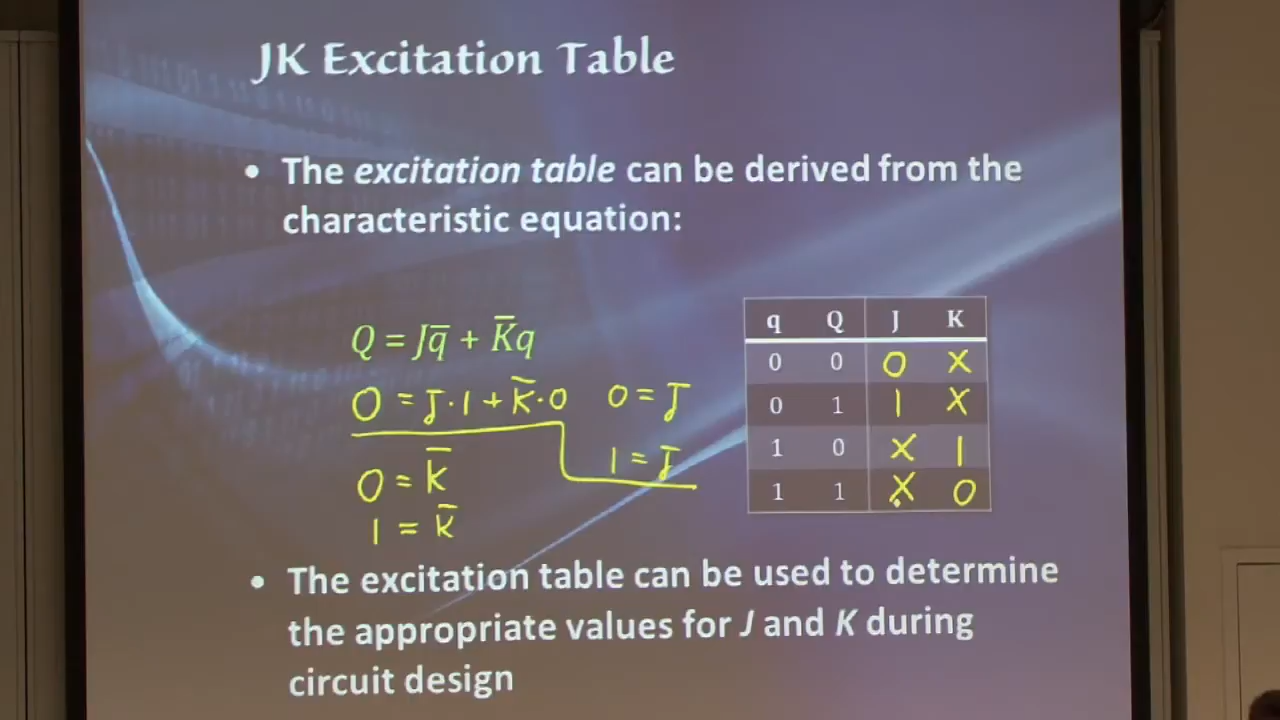 JK Excitation Table
• The excitation table can be derived from the
characteristic equation:
Q = Jq̅ + K̅q
0 = J·1 + K̅·0 0 = J
1 = J
0 = K̅
1 = K̅
q Q J K
0 0 0 X
0 1 1 X
1 0 X 1
1 1 X 0
• The excitation table can be used to determine
the appropriate values for J and K during
circuit design